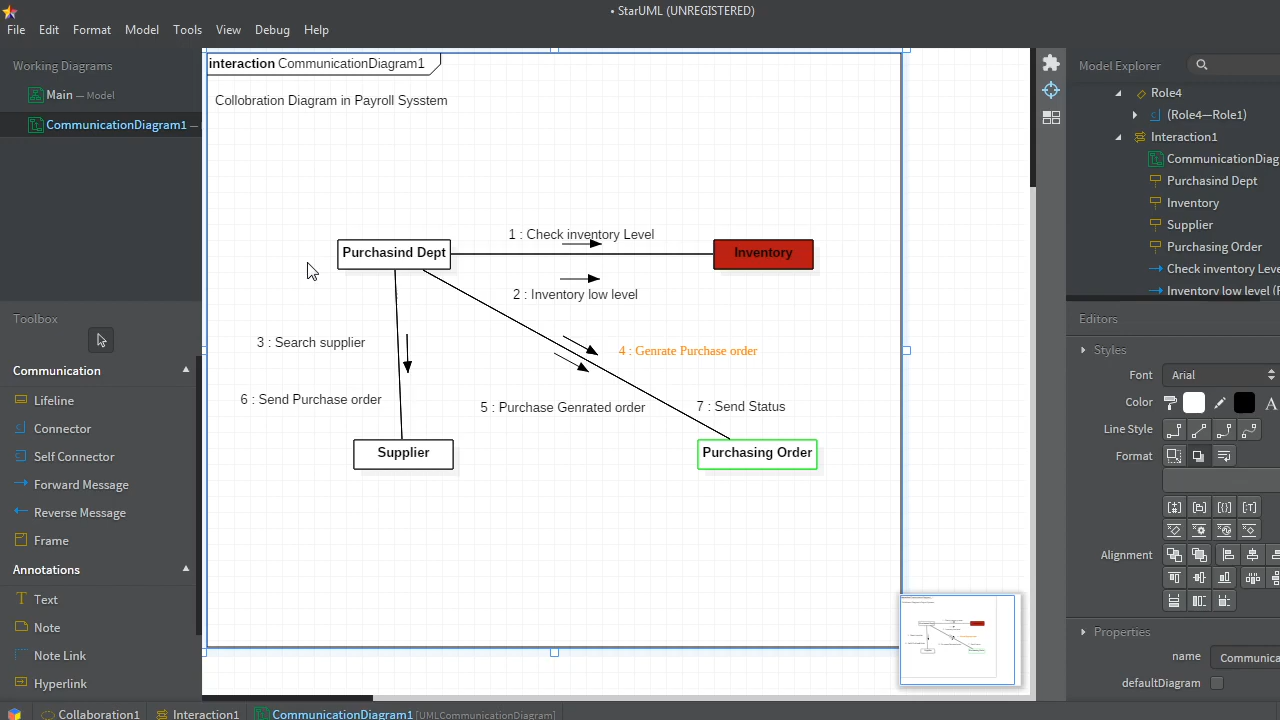 • StarUML (UNREGISTERED)
File Edit Format Model Tools View Debug Help
Working Diagrams
Main — Model
CommunicationDiagram1 —
interaction CommunicationDiagram1
Collobration Diagram in Payroll Sysstem
1 : Check inventory Level
Purchasind Dept
Inventory
2 : Inventory low level
3 : Search supplier
4 : Genrate Purchase order
6 : Send Purchase order
5 : Purchase Genrated order
7 : Send Status
Supplier
Purchasing Order
Toolbox
Communication
Lifeline
Connector
Self Connector
Forward Message
Reverse Message
Frame
Annotations
Text
Note
Note Link
Hyperlink
Model Explorer
Role4
(Role4—Role1)
Interaction1
CommunicationDiag
Purchasind Dept
Inventory
Supplier
Purchasing Order
Check inventory Leve
Inventory low level (P
Editors
Styles
Font Arial
Color A
Line Style
Format
Alignment
Properties
name Communica
defaultDiagram
Collaboration1 Interaction1 CommunicationDiagram1 [UMLCommunicationDiagram]